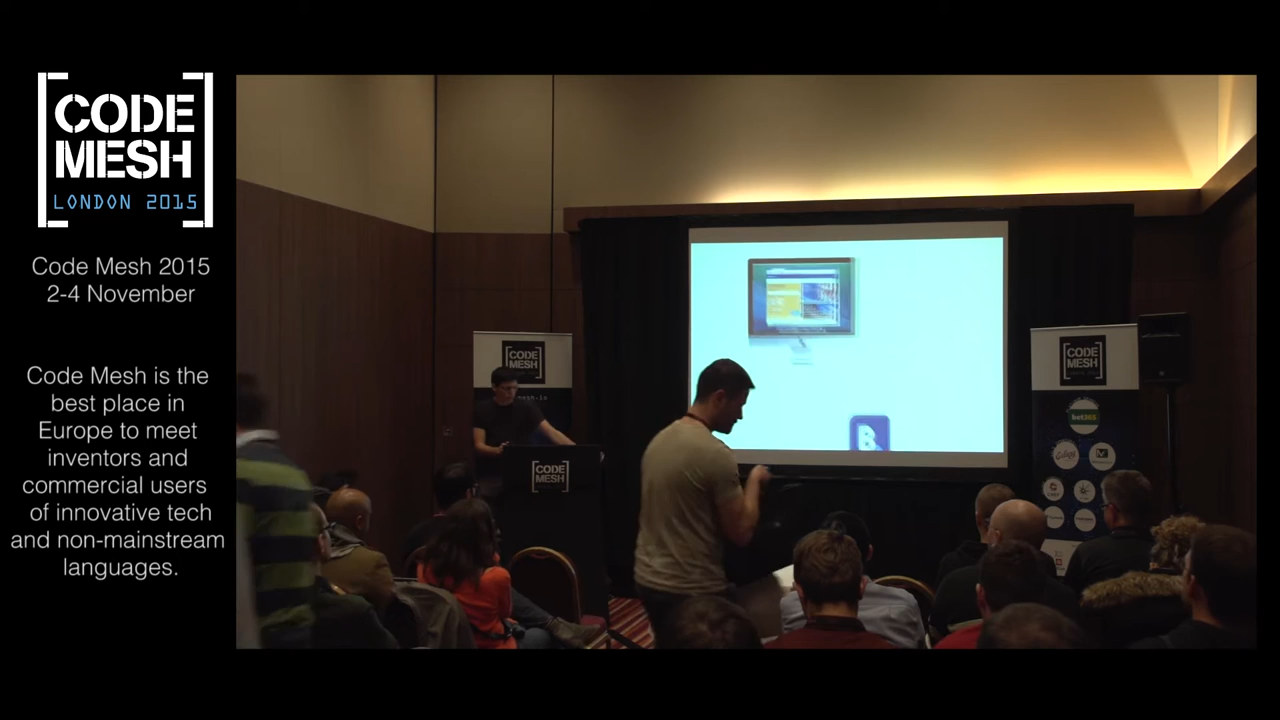 CODE
MESH
LONDON 2015
Code Mesh 2015
2-4 November
Code Mesh is the
best place in
Europe to meet
inventors and
commercial users
of innovative tech
and non-mainstream
languages.
CODE
MESH
CODE
MESH
CODE
MESH
bet365
B